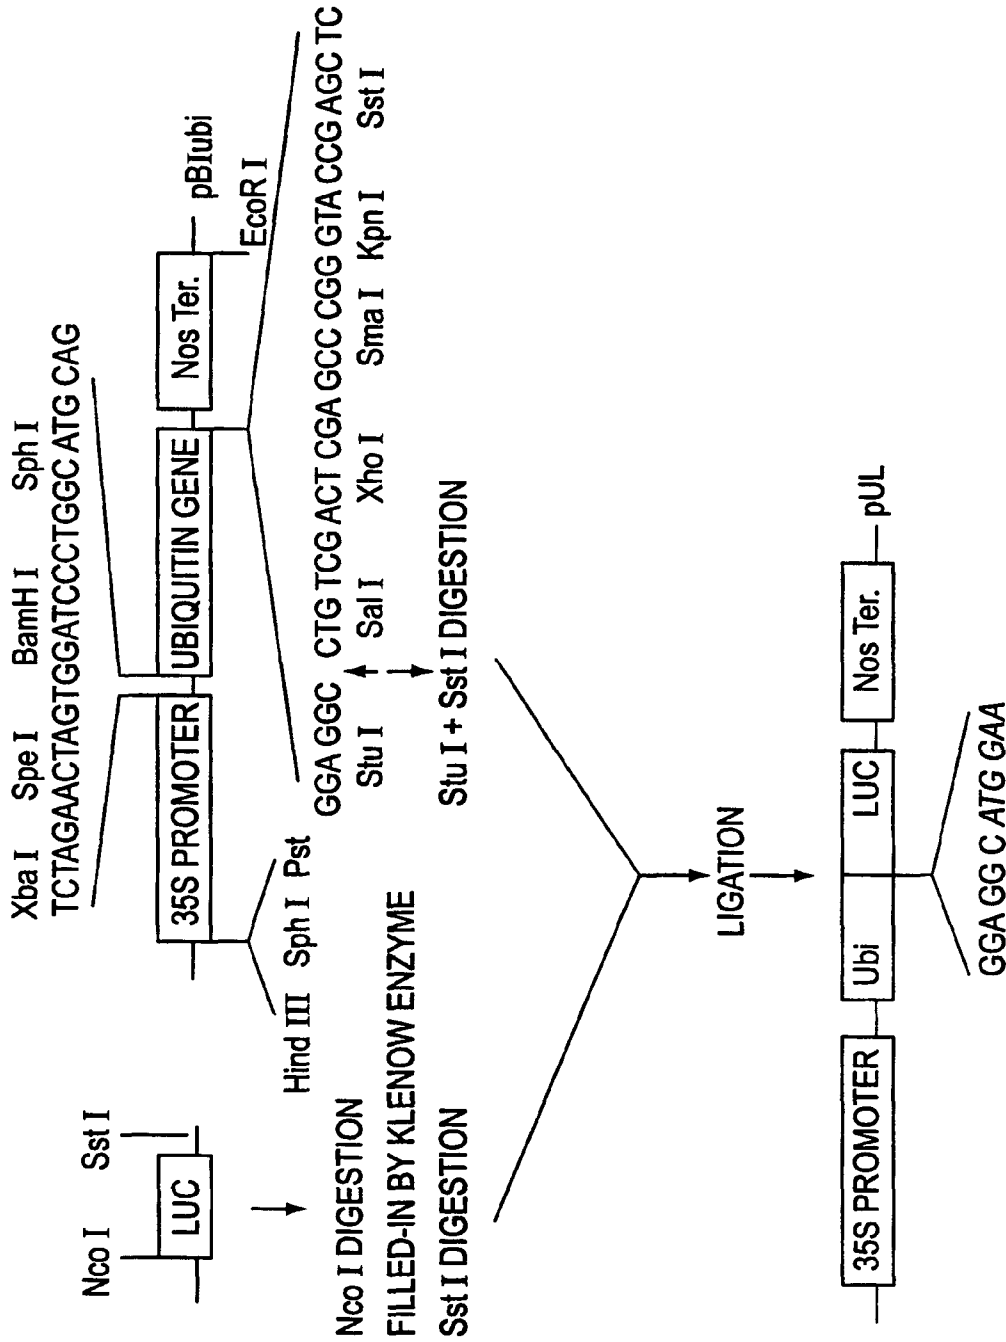 Nco I Sst I
LUC
Nco I DIGESTION
FILLED-IN BY KLENOW ENZYME
Sst I DIGESTION
Xba I Spe I BamH I Sph I
TCTAGAACTAGTGGATCCCTGGC ATG CAG
35S PROMOTER UBIQUITIN GENE Nos Ter. pBIubi
Hind III Sph I Pst
EcoR I
GGA GGC CTG TCG ACT CGA GCC CGG GTA CCG AGC TC
Stu I Sal I Xho I Sma I Kpn I Sst I
Stu I + Sst I DIGESTION
LIGATION
35S PROMOTER Ubi LUC Nos Ter. pUL
GGA GG C ATG GAA